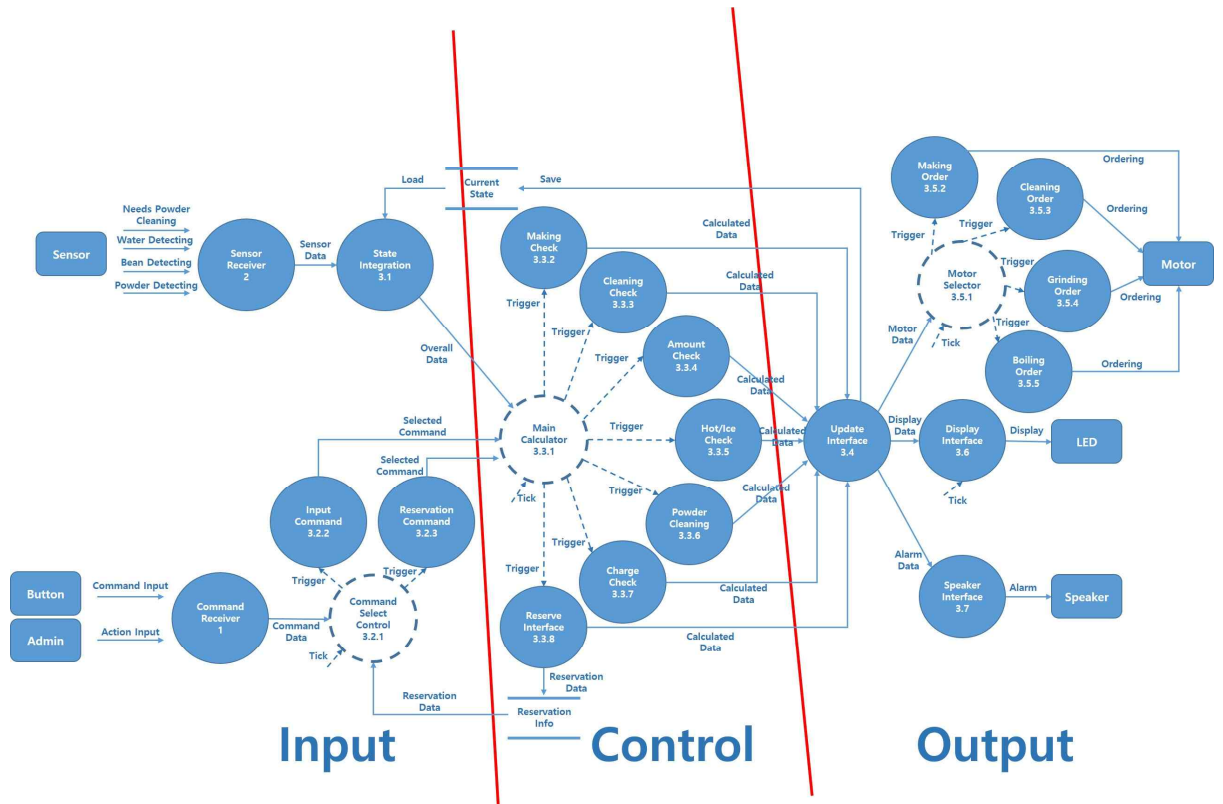 Making
Order
3.5.2
Ordering
Cleaning
Order
3.5.3
Ordering
Load
Current
State
Save
Needs Powder
Cleaning
Water Detecting
Bean Detecting
Powder Detecting
Sensor
Sensor
Receiver
2
Sensor
Data
State
Integration
3.1
Making
Check
3.3.2
Calculated
Data
Cleaning
Check
3.3.3
Calculated
Data
Trigger
Trigger
Motor
Selector
3.5.1
Trigger
Grinding
Order
3.5.4
Ordering
Motor
Trigger
Trigger
Overall
Data
Trigger
Amount
Check
3.3.4
Calculated
Data
Motor
Data
Tick
Trigger
Boiling
Order
3.5.5
Ordering
Selected
Command
Main
Calculator
3.3.1
Trigger
Hot/Ice
Check
3.3.5
Calculated
Data
Update
Interface
3.4
Display
Data
Display
Interface
3.6
Display
LED
Selected
Command
Tick
Trigger
Calculated
Data
Tick
Input
Command
3.2.2
Reservation
Command
3.2.3
Powder
Cleaning
3.3.6
Trigger
Trigger
Charge
Check
3.3.7
Calculated
Data
Alarm
Data
Speaker
Interface
3.7
Alarm
Speaker
Button
Command Input
Admin
Action Input
Command
Receiver
1
Command
Data
Trigger
Trigger
Command
Select
Control
3.2.1
Tick
Reserve
Interface
3.3.8
Calculated
Data
Reservation
Data
Reservation
Data
Reservation
Info
Input
Control
Output